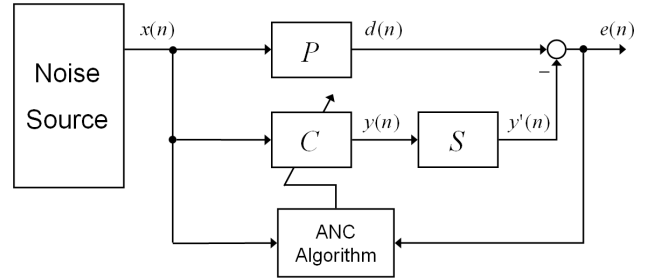 Noise
Source
x(n)
P
d(n)
e(n)
–
C
y(n)
S
y'(n)
ANC
Algorithm